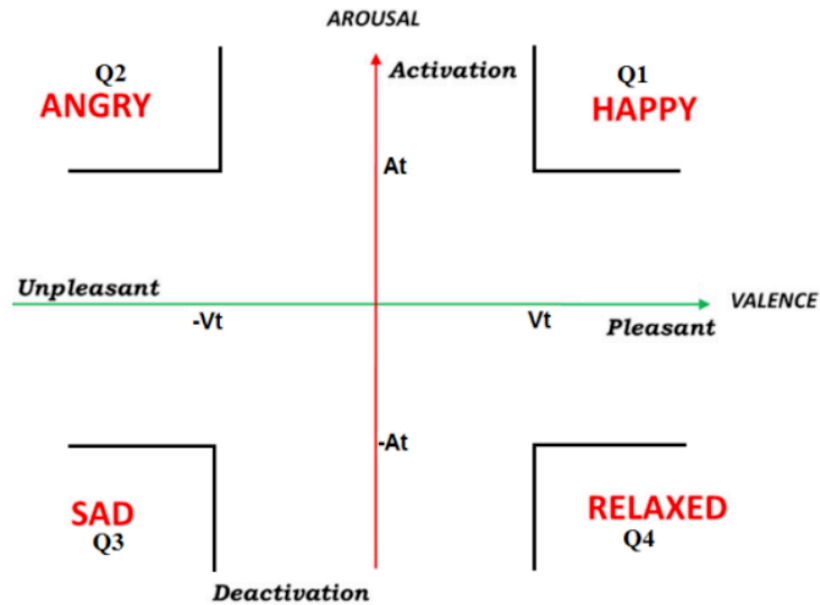 AROUSAL
Q2
Activation
Q1
ANGRY
HAPPY
At
Unpleasant
VALENCE
-Vt
Vt
Pleasant
-At
SAD
RELAXED
Q3
Q4
Deactivation